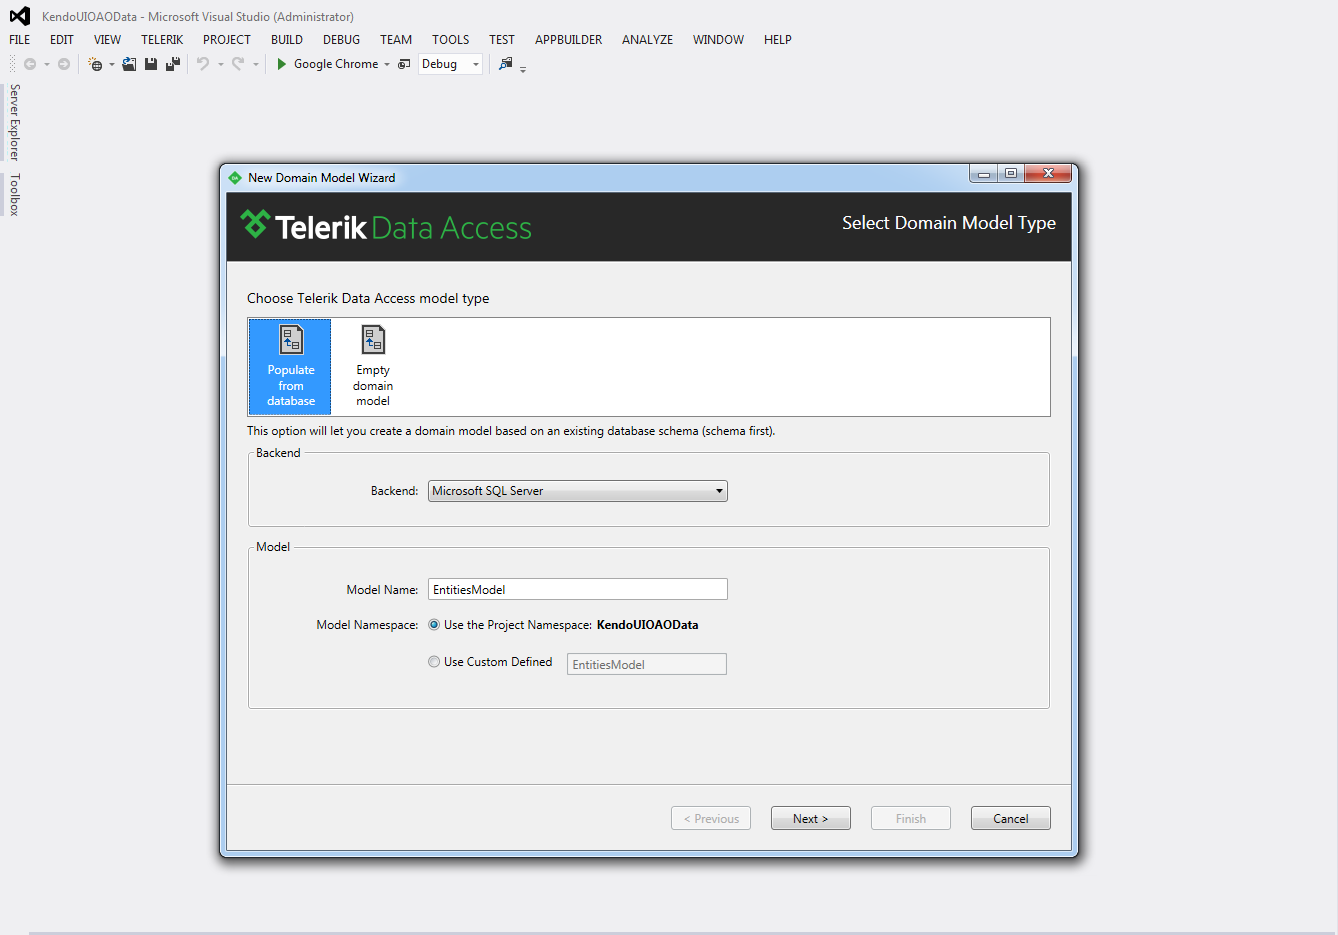 KendoUIOAOData - Microsoft Visual Studio (Administrator)
FILE EDIT VIEW TELERIK PROJECT BUILD DEBUG TEAM TOOLS TEST APPBUILDER ANALYZE WINDOW HELP
Google Chrome Debug
Server Explorer
Toolbox
New Domain Model Wizard
Telerik Data Access
Select Domain Model Type
Choose Telerik Data Access model type
Populate
from
database
Empty
domain
model
This option will let you create a domain model based on an existing database schema (schema first).
Backend
Backend: Microsoft SQL Server
Model
Model Name: EntitiesModel
Model Namespace: Use the Project Namespace: KendoUIOAOData
Use Custom Defined EntitiesModel
< Previous Next > Finish Cancel